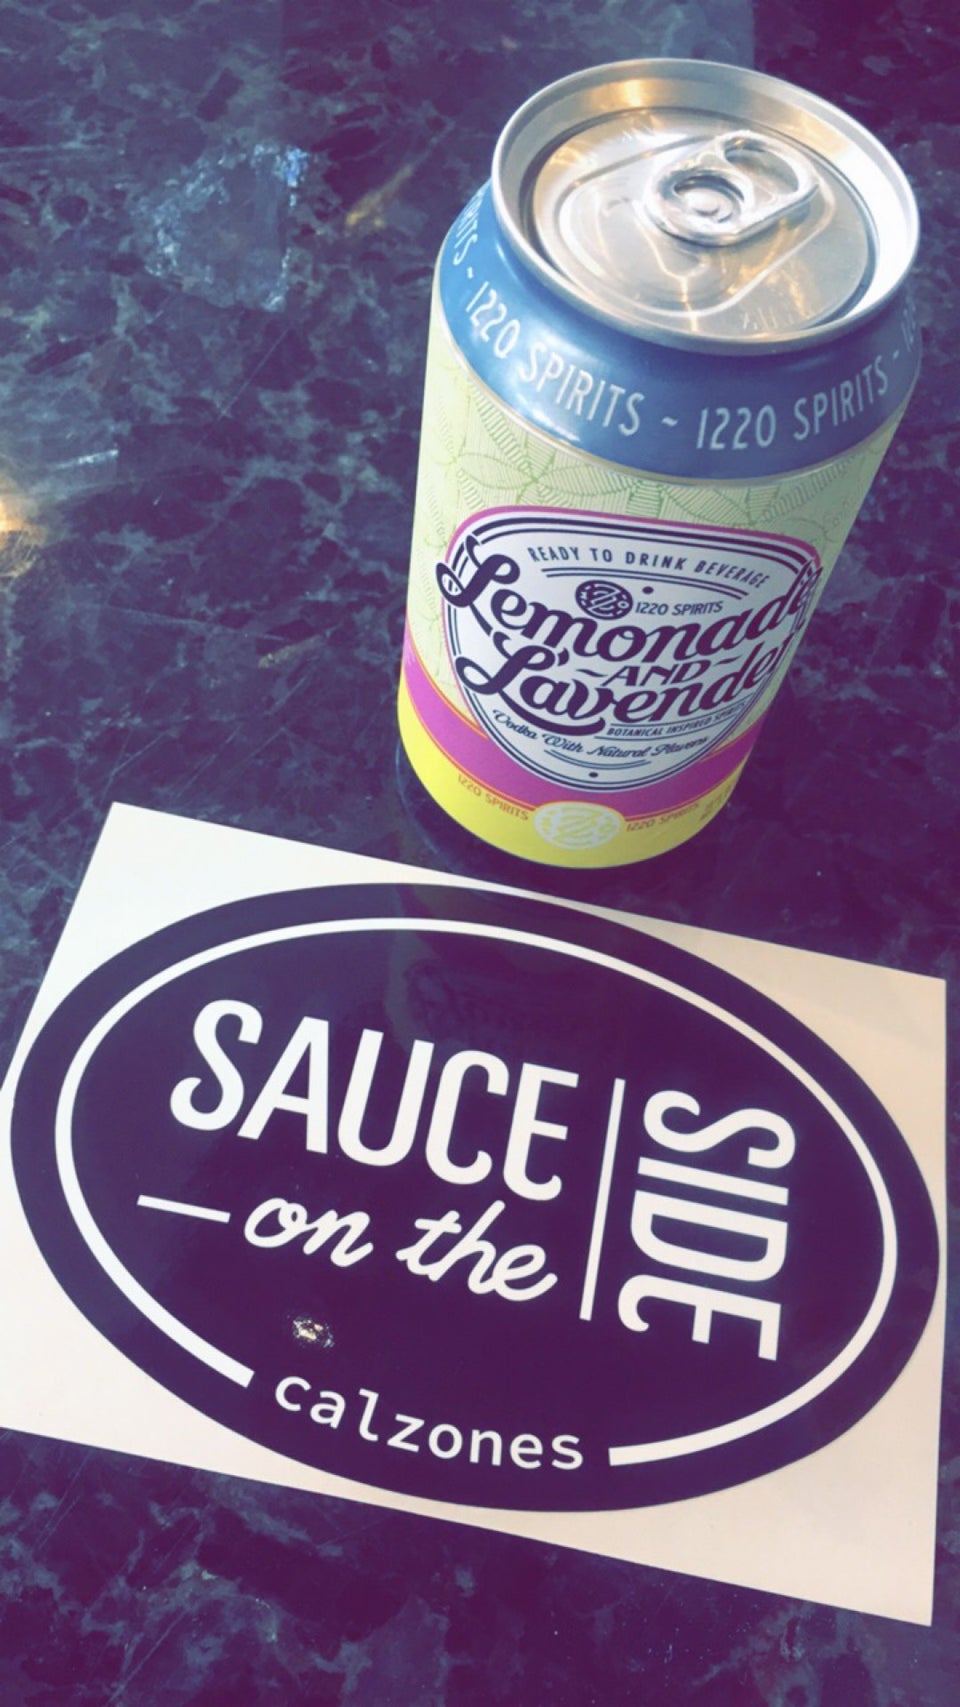 1220 SPIRITS ~ 1220 SPIRITS
READY TO DRINK BEVERAGE
1220 SPIRITS
Lemonade
~AND~
Lavender
BOTANICAL INSPIRED SPIRITS
Vodka With Natural Flavors
1220 SPIRITS
1220 SPIRITS
SAUCE
on the
SIDE
calzones